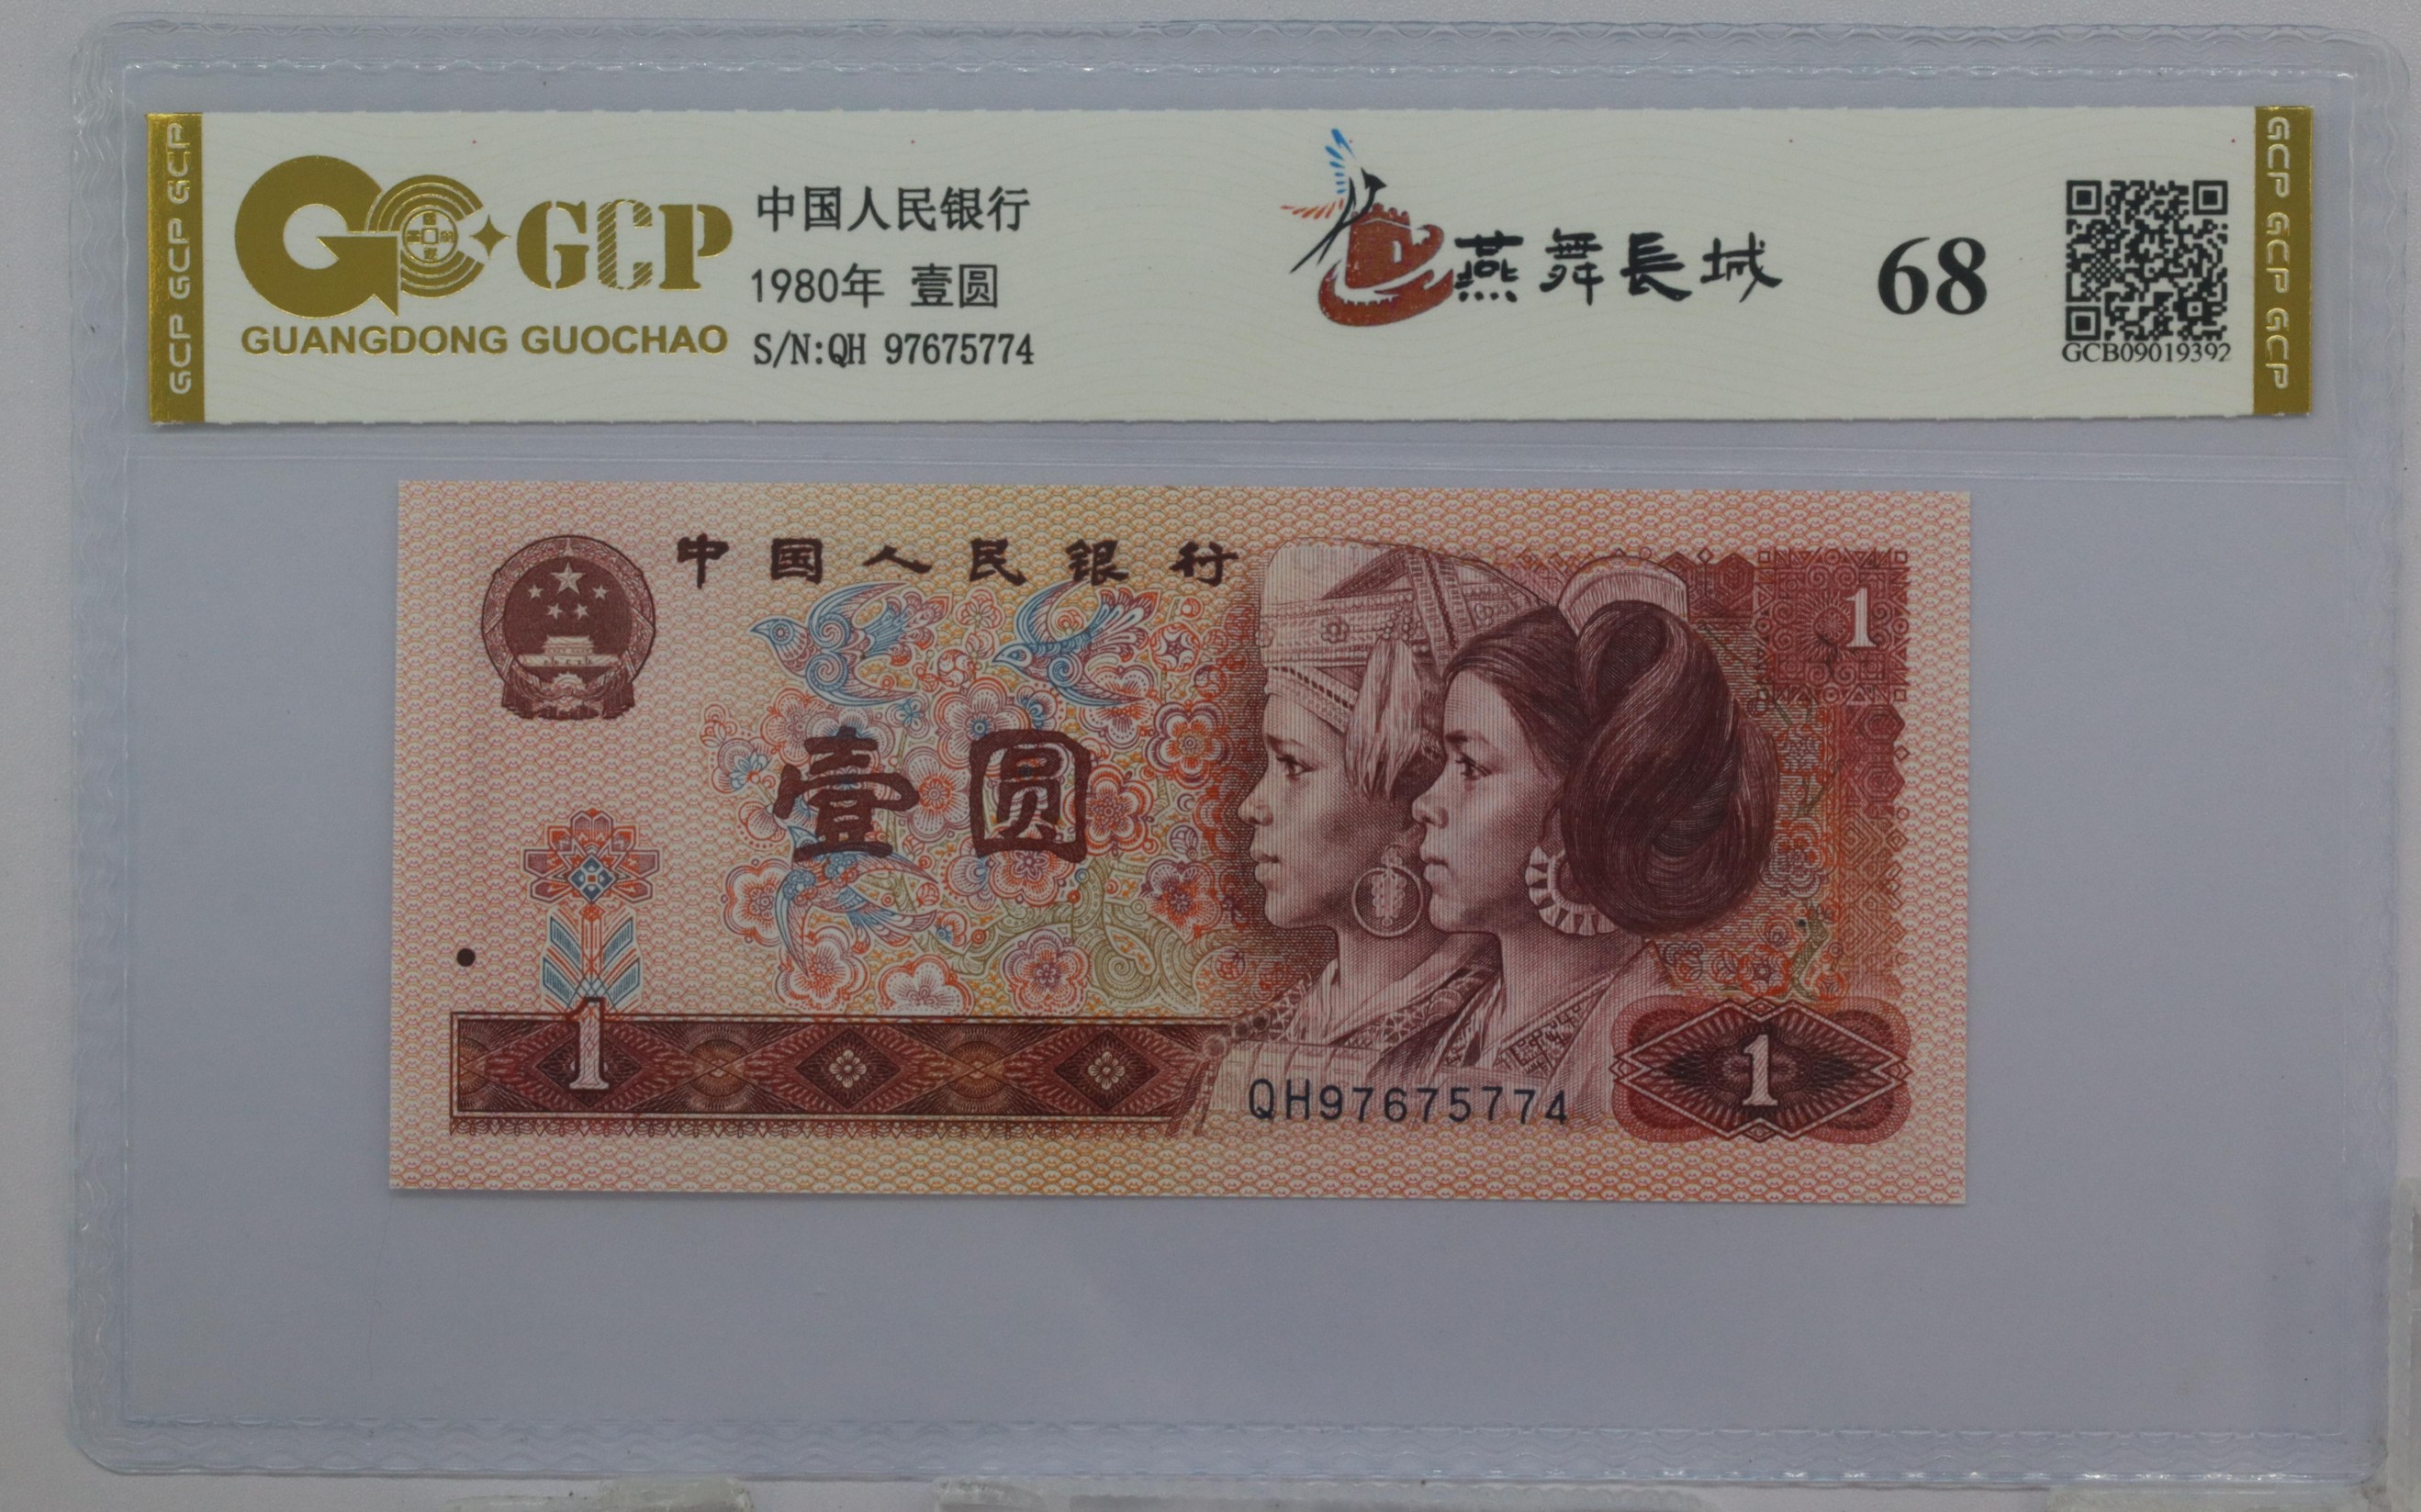 GCP GCP GCP
GCP
GUANGDONG GUOCHAO
中国人民银行
1980年 壹圆
S/N:QH 97675774
燕舞長城
68
GCB09019392
GCP GCP GCP
中国人民银行
1
壹圆
1
QH97675774
1